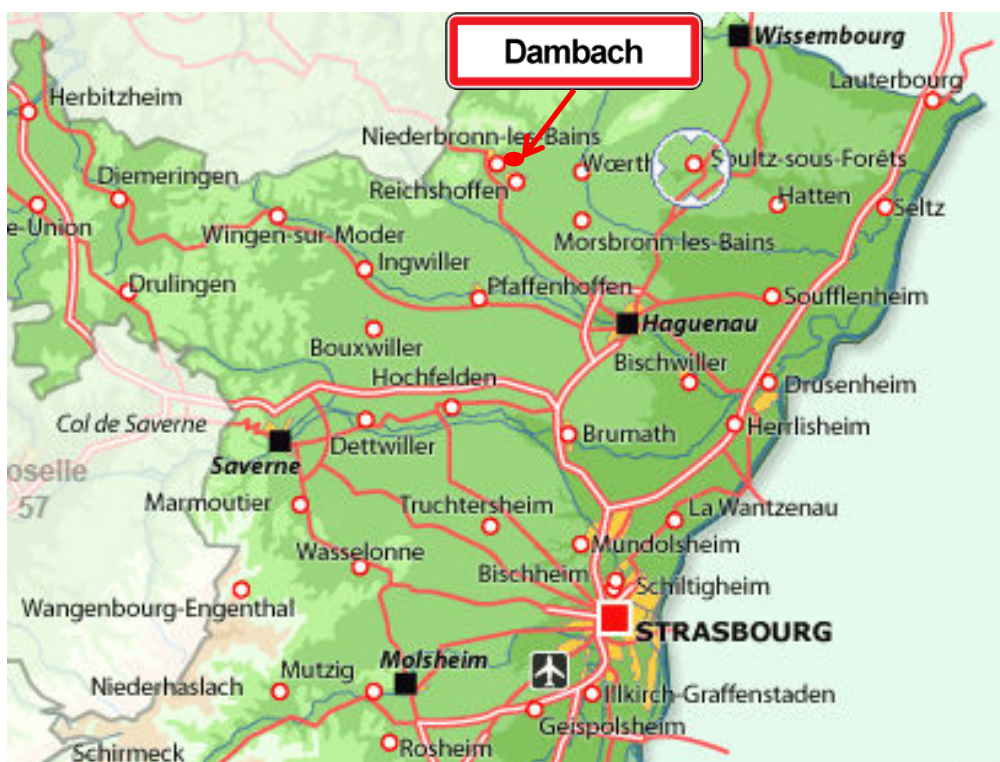 Dambach
Wissembourg
Lauterbourg
Herbitzheim
Niederbronn-les-Bains
Wœrth
Soultz-sous-Forêts
Diemeringen
Reichshoffen
Hatten
Seltz
e-Union
Wingen-sur-Moder
Morsbronn-les-Bains
Ingwiller
Drulingen
Pfaffenhoffen
Soufflenheim
Haguenau
Bouxwiller
Bischwiller
Hochfelden
Drusenheim
Col de Saverne
Dettwiller
Brumath
Herrlisheim
Saverne
oselle
57
Marmoutier
Truchtersheim
La Wantzenau
Wasselonne
Mundolsheim
Bischheim
Schiltigheim
Wangenbourg-Engenthal
STRASBOURG
Molsheim
Mutzig
Niederhaslach
Illkirch-Graffenstaden
Geispolsheim
Schirmeck
Rosheim